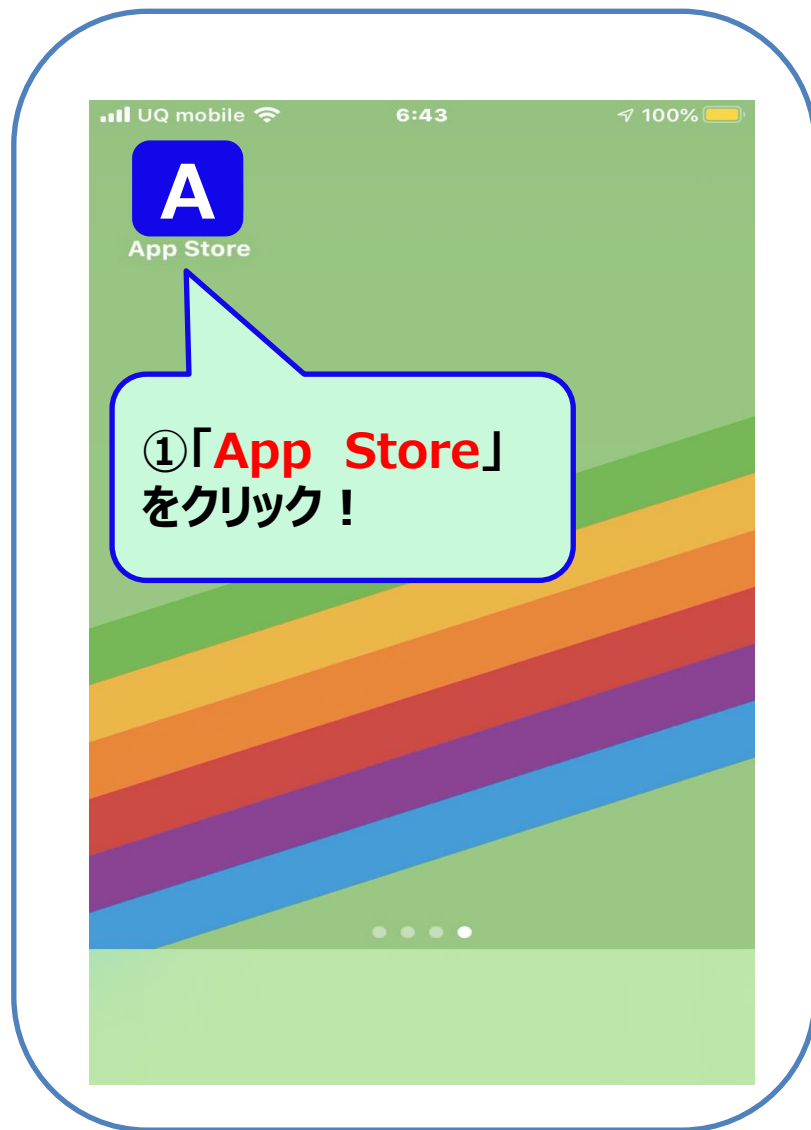 UQ mobile 6:43 100%
A
App Store
①「App Store」
をクリック！